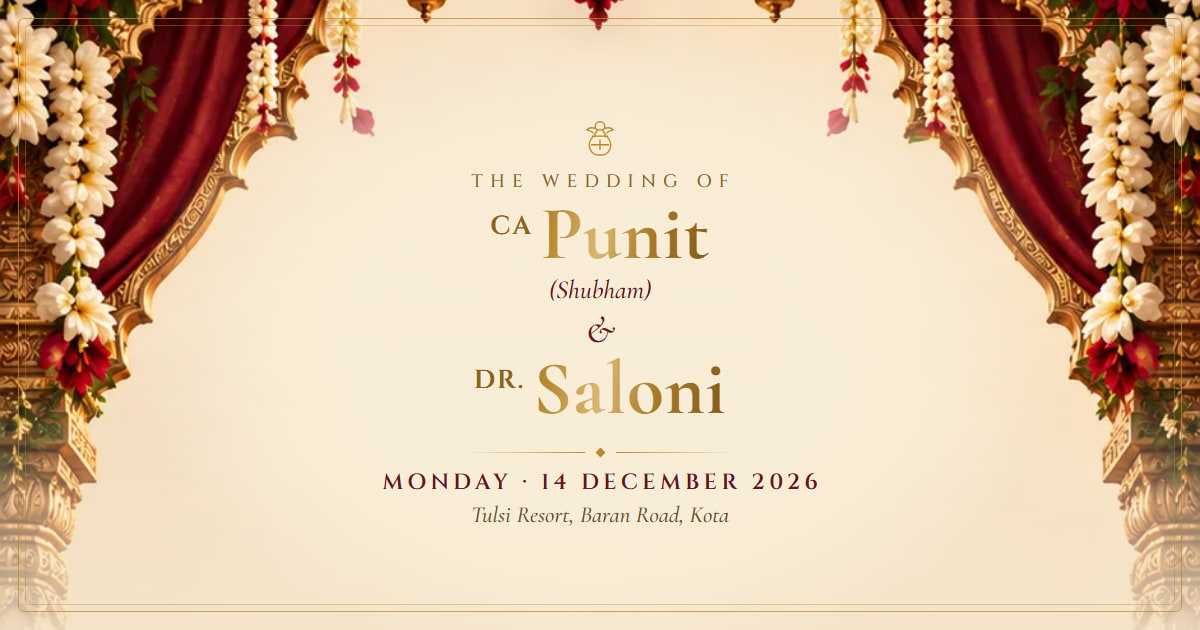 THE WEDDING OF
CA Punit
(Shubham)
&
DR. Saloni
MONDAY · 14 DECEMBER 2026
Tulsi Resort, Baran Road, Kota